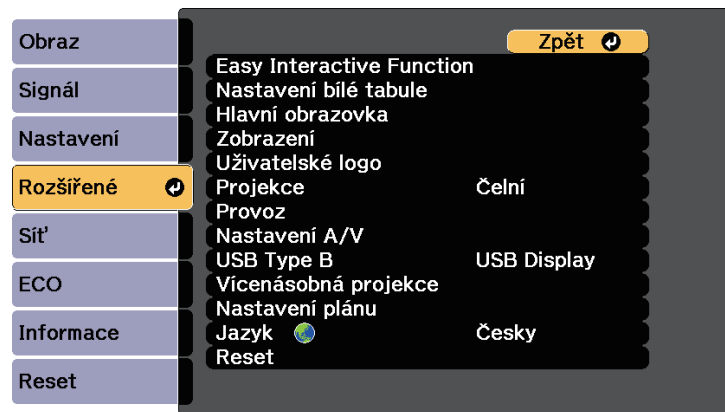 Obraz
Signál
Nastavení
Rozšířené
Síť
ECO
Informace
Reset
Zpět
Easy Interactive Function
Nastavení bílé tabule
Hlavní obrazovka
Zobrazení
Uživatelské logo
Projekce Čelní
Provoz
Nastavení A/V
USB Type B USB Display
Vícenásobná projekce
Nastavení plánu
Jazyk Česky
Reset